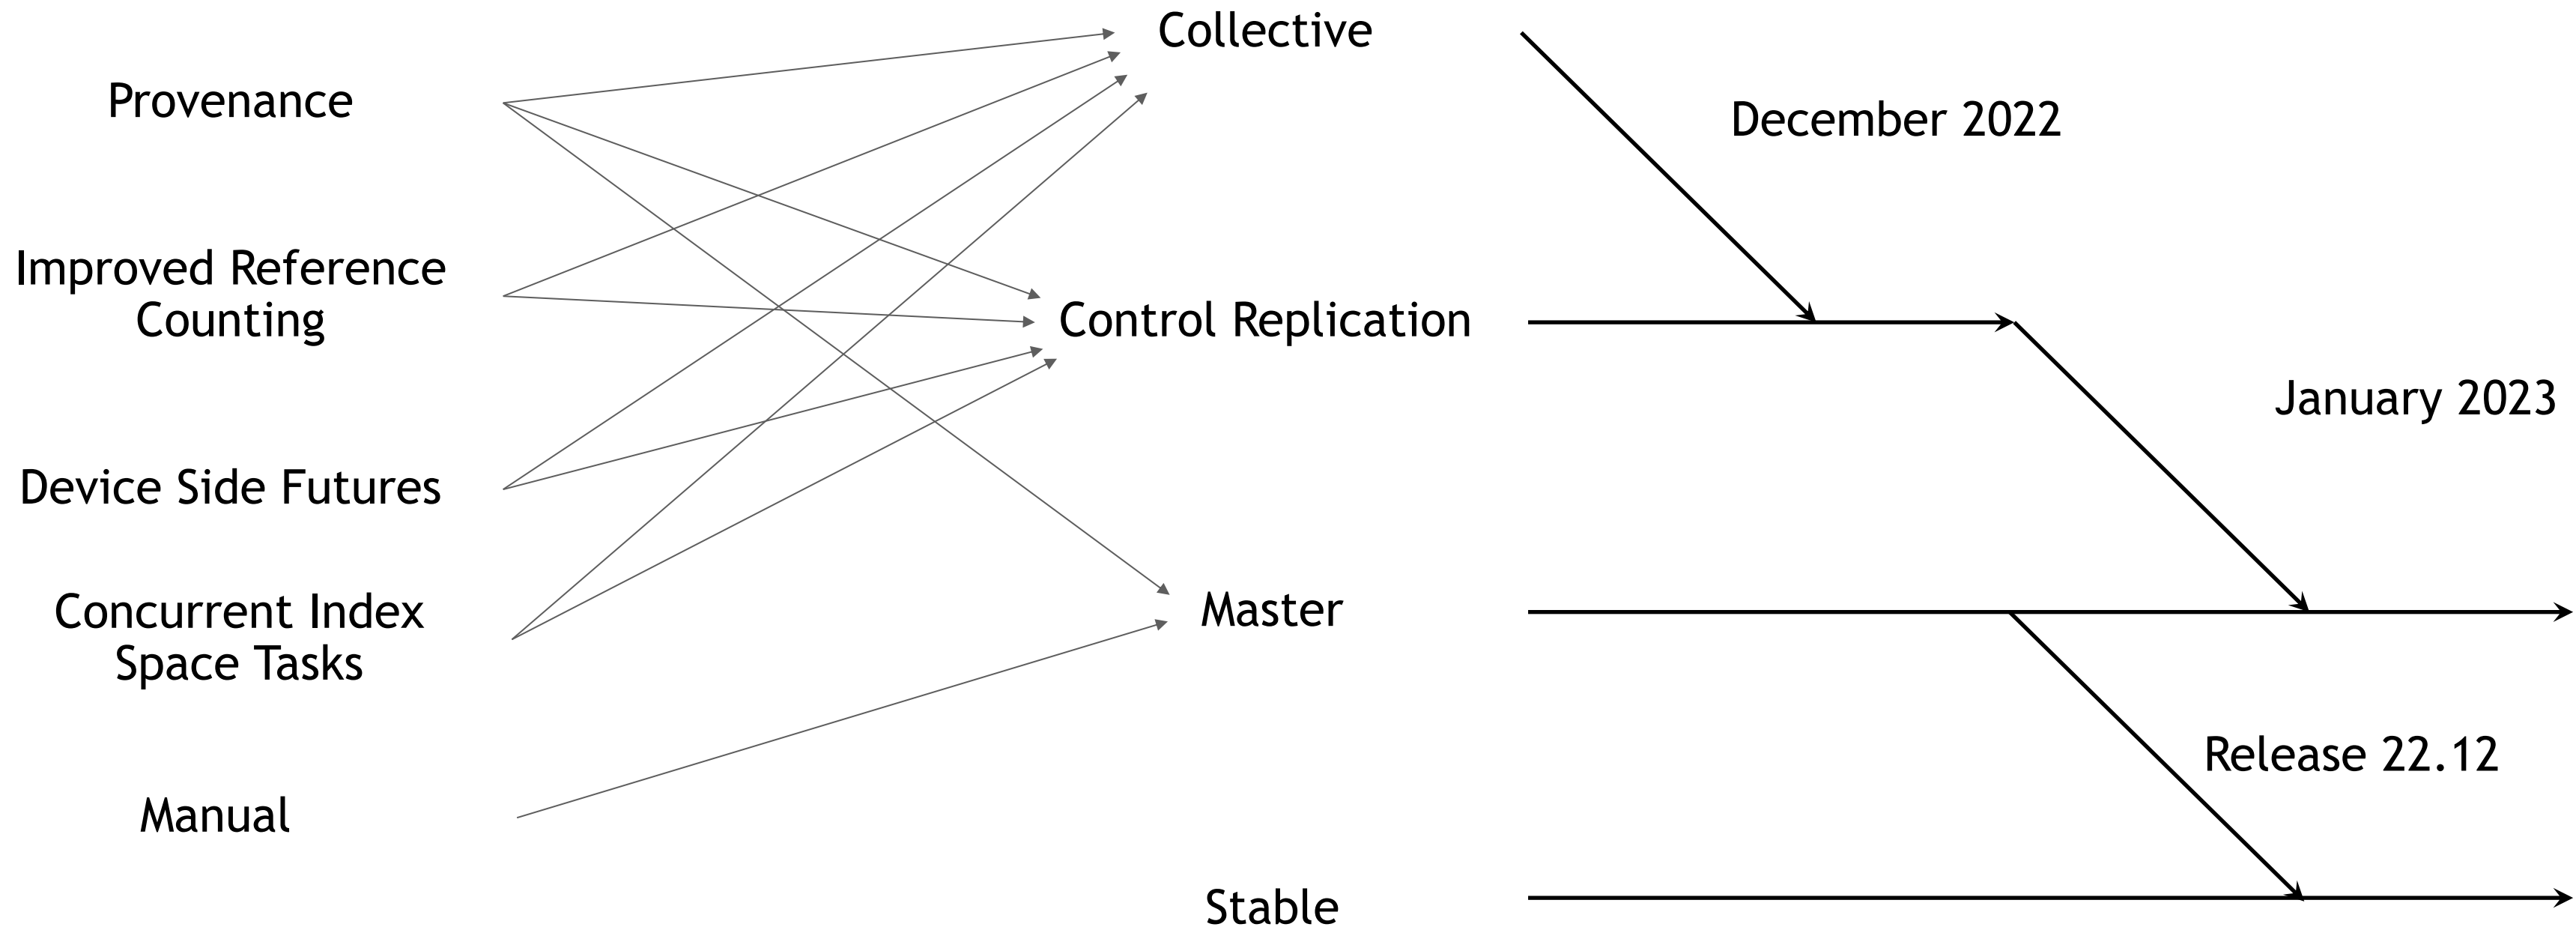 Provenance
Improved Reference
Counting
Device Side Futures
Concurrent Index
Space Tasks
Manual
Collective
Control Replication
Master
Stable
December 2022
January 2023
Release 22.12